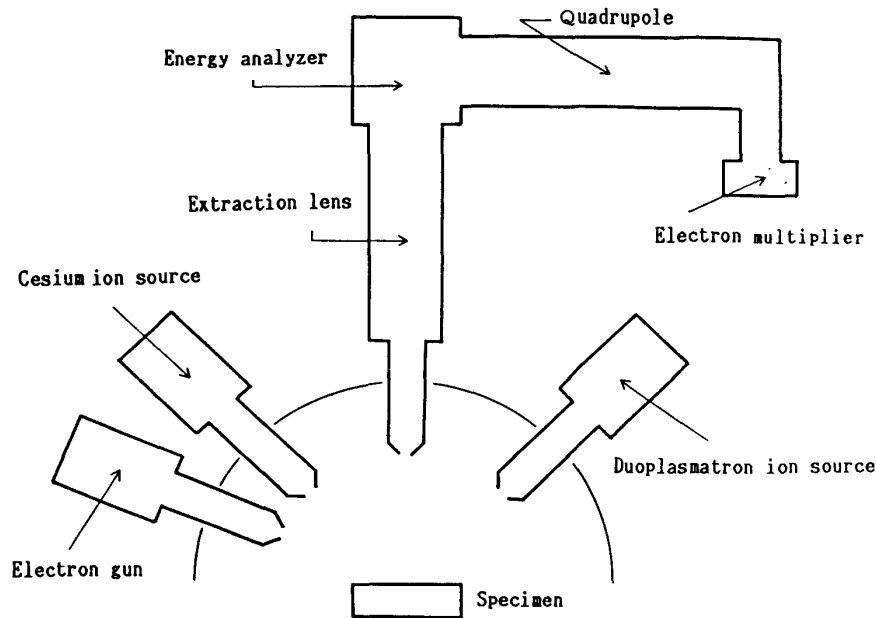 Quadrupole
Energy analyzer
Extraction lens
Electron multiplier
Cesium ion source
Duoplasmatron ion source
Electron gun
Specimen